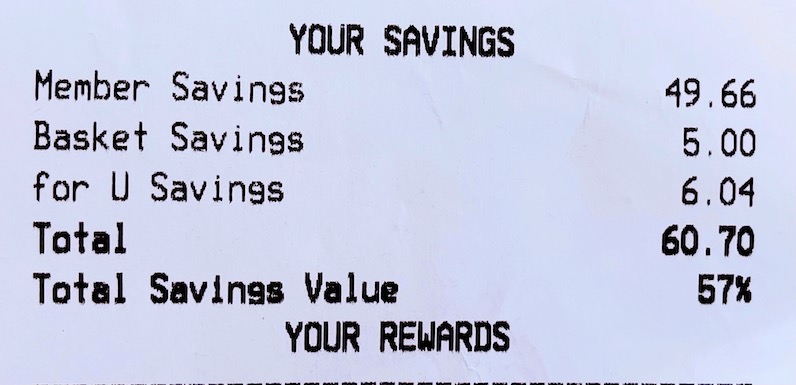 YOUR SAVINGS
Member Savings 49.66
Basket Savings 5.00
for U Savings 6.04
Total 60.70
Total Savings Value 57%
YOUR REWARDS